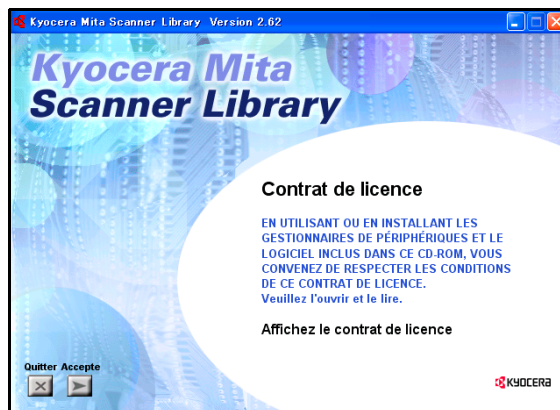 Kyocera Mita Scanner Library Version 2.62
Kyocera Mita
Scanner Library
Contrat de licence
EN UTILISANT OU EN INSTALLANT LES
GESTIONNAIRES DE PÉRIPHÉRIQUES ET LE
LOGICIEL INCLUS DANS CE CD-ROM, VOUS
CONVENEZ DE RESPECTER LES CONDITIONS
DE CE CONTRAT DE LICENCE.
Veuillez l'ouvrir et le lire.
Affichez le contrat de licence
Quitter Accepte
KYOCERA